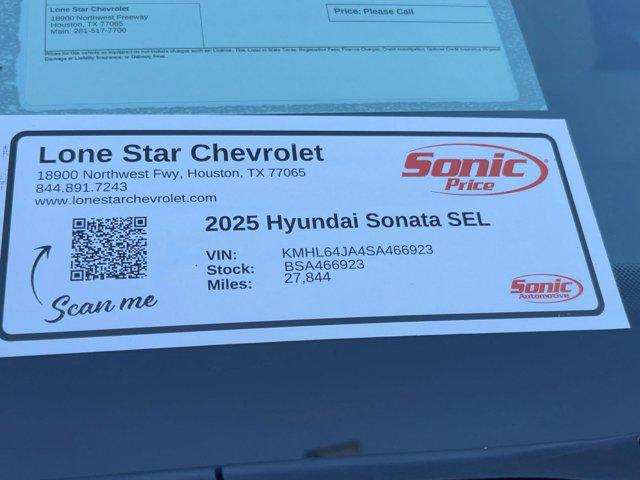 Lone Star Chevrolet
18900 Northwest Freeway
Houston, TX 77065
Main: 281-517-7700
Price: Please Call
Lone Star Chevrolet
18900 Northwest Fwy, Houston, TX 77065
844.891.7243
www.lonestarchevrolet.com
Sonic
Price
2025 Hyundai Sonata SEL
VIN: KMHL64JA4SA466923
Stock: BSA466923
Miles: 27,844
Scan me
Sonic
Automotive